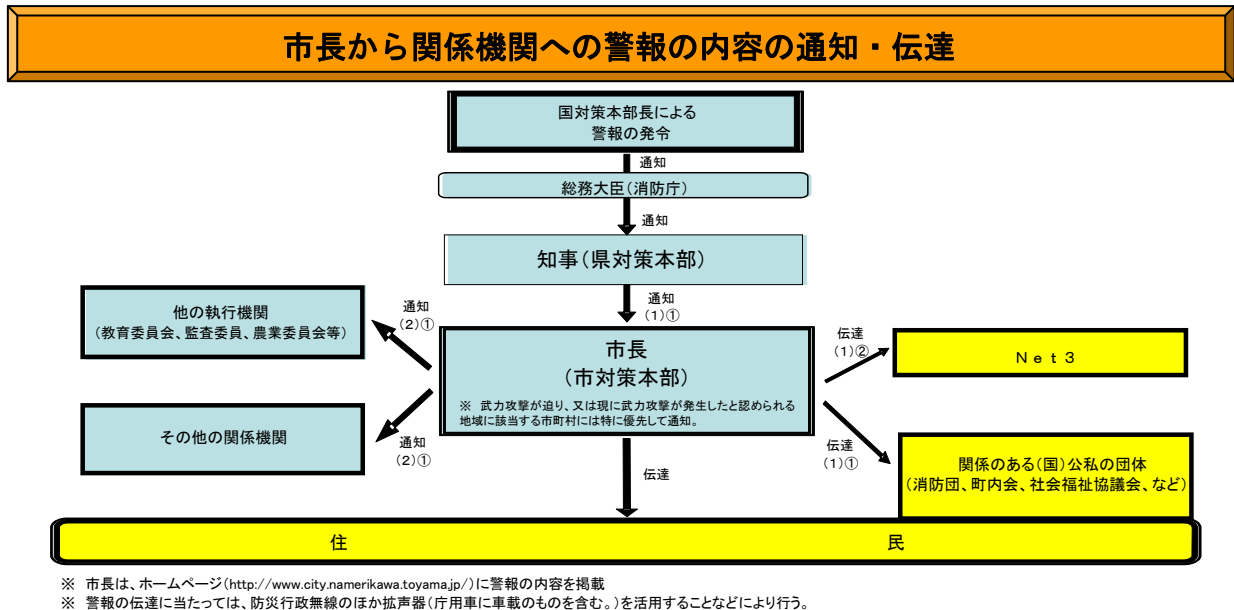 市長から関係機関への警報の内容の通知・伝達
国対策本部長による
警報の発令
通知
総務大臣(消防庁)
通知
知事(県対策本部)
通知
(1)①
他の執行機関
(教育委員会、監査委員、農業委員会等)
通知
(2)①
市長
(市対策本部)
※ 武力攻撃が迫り、又は現に武力攻撃が発生したと認められる
地域に該当する市町村には特に優先して通知。
伝達
(1)②
Net3
その他の関係機関
通知
(2)①
伝達
(1)①
関係のある(国)公私の団体
(消防団、町内会、社会福祉協議会、など)
伝達
住 民
※ 市長は、ホームページ(http://www.city.namerikawa.toyama.jp/)に警報の内容を掲載
※ 警報の伝達に当たっては、防災行政無線のほか拡声器(庁用車に車載のものを含む。)を活用することなどにより行う。